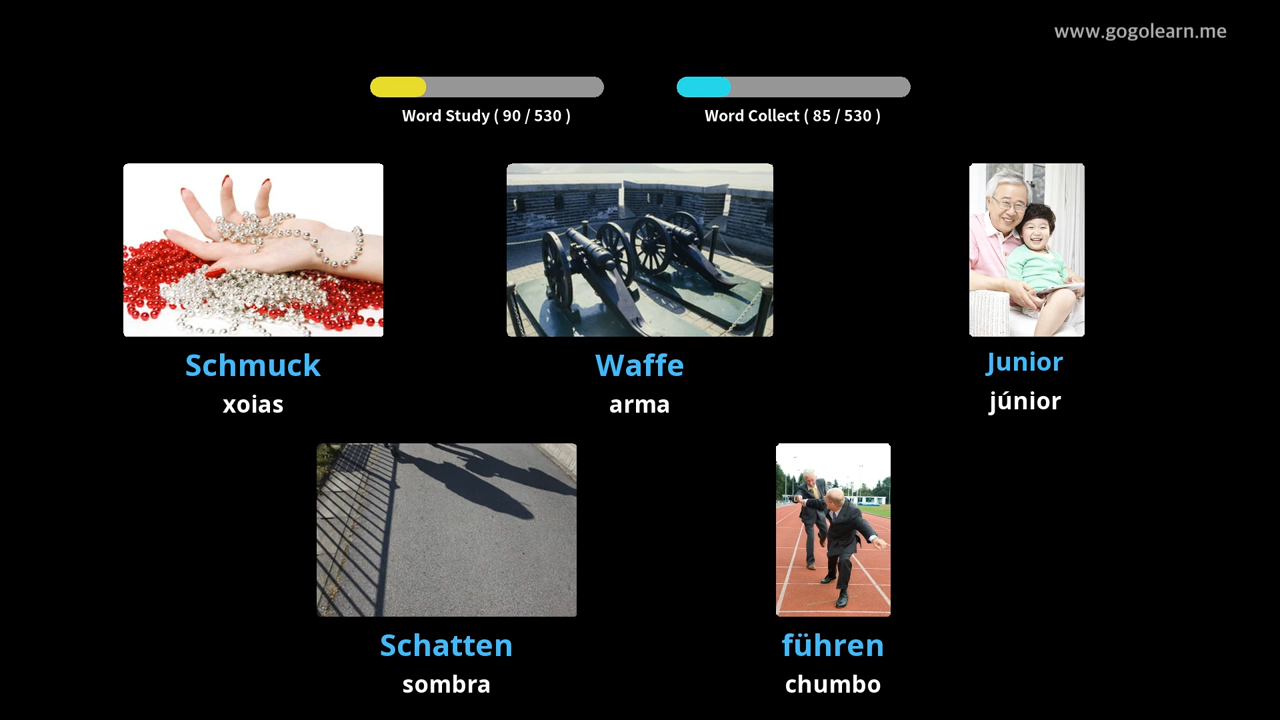 www.gogolearn.me
Word Study ( 90 / 530 )
Word Collect ( 85 / 530 )
Schmuck
xoias
Waffe
arma
Junior
júnior
Schatten
sombra
führen
chumbo